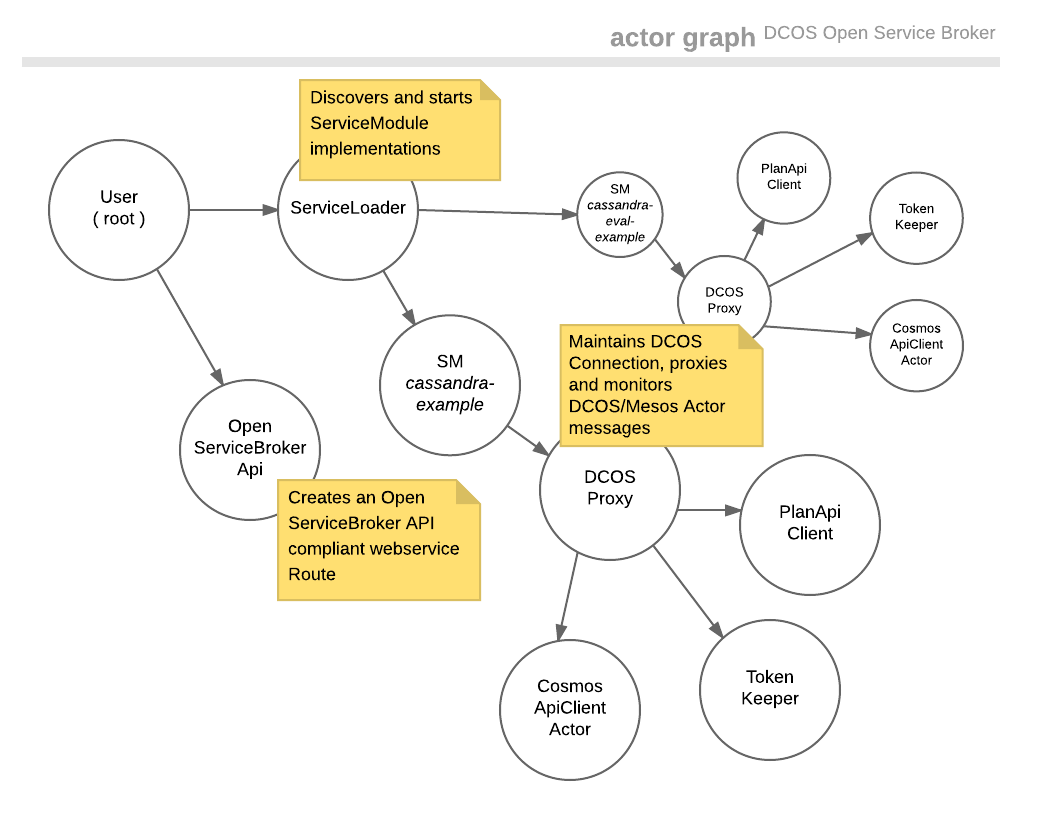 actor graph DCOS Open Service Broker
Discovers and starts
ServiceModule
implementations
User
( root )
ServiceLoader
SM
cassandra-
eval-
example
PlanApi
Client
Token
Keeper
DCOS
Proxy
Cosmos
ApiClient
Actor
SM
cassandra-
example
Maintains DCOS
Connection, proxies
and monitors
DCOS/Mesos Actor
messages
Open
ServiceBroker
Api
Creates an Open
ServiceBroker API
compliant webservice
Route
DCOS
Proxy
PlanApi
Client
Cosmos
ApiClient
Actor
Token
Keeper